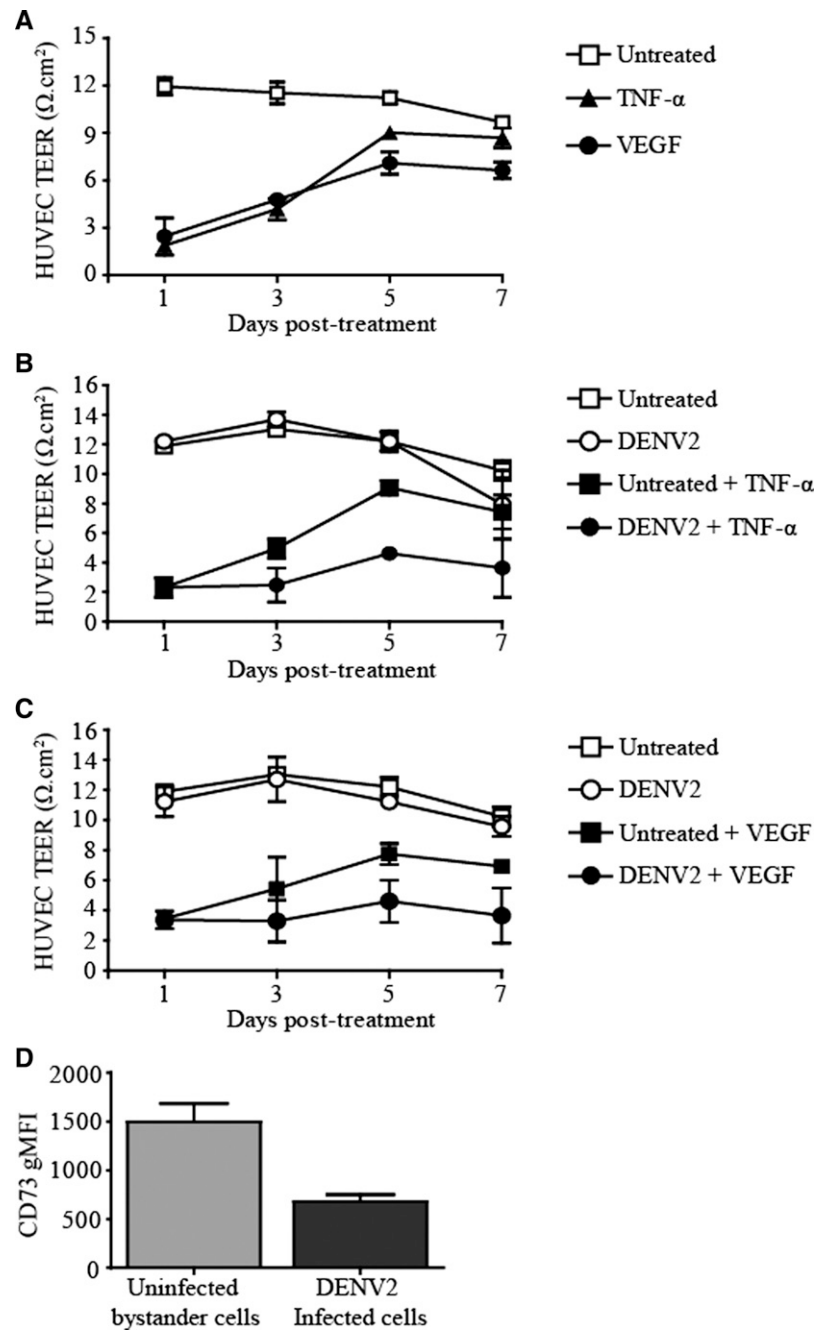 A
15
12
9
6
3
0
HUVEC TEER (Ω.cm²)
1 3 5 7
Days post-treatment
Untreated
TNF-α
VEGF
B
16
14
12
10
8
6
4
2
0
HUVEC TEER (Ω.cm²)
1 3 5 7
Days post-treatment
Untreated
DENV2
Untreated + TNF-α
DENV2 + TNF-α
C
16
14
12
10
8
6
4
2
0
HUVEC TEER (Ω.cm²)
1 3 5 7
Days post-treatment
Untreated
DENV2
Untreated + VEGF
DENV2 + VEGF
D
2000
1500
1000
500
0
CD73 gMFI
Uninfected DENV2
bystander cells Infected cells